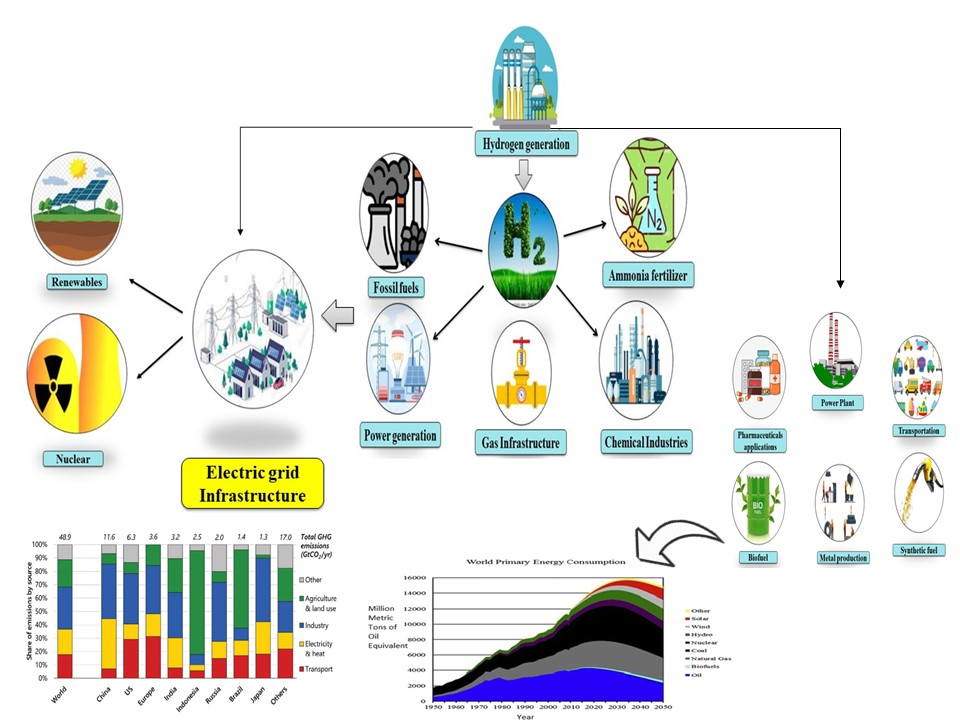 Hydrogen generation
Renewables
Nuclear
Electric grid
Infrastructure
Fossil fuels
H2
E
N2
Ammonia fertilizer
Power generation
Gas Infrastructure
Chemical Industries
Pharmaceuticals
applications
Power Plant
Transportation
BIO
FUEL
Biofuel
Metal production
Synthetic fuel
48.9 11.6 6.3 3.6 3.2 2.5 2.0 1.4 1.3 17.0
Total GHG
emissions
(GtCO2/yr)
Share of emissions by source
100%
90%
80%
70%
60%
50%
40%
30%
20%
10%
0%
World China US Europe India Indonesia Russia Brazil Japan Others
Other
Agriculture
& land use
Industry
Electricity
& heat
Transport
World Primary Energy Consumption
Million
Metric
Tons of
Oil
Equivalent
16000
14000
12000
10000
8000
6000
4000
2000
0
1950 1960 1970 1980 1990 2000 2010 2020 2030 2040 2050
Year
Other
Solar
Wind
Hydro
Nuclear
Coal
Natural Gas
Biofuels
Oil